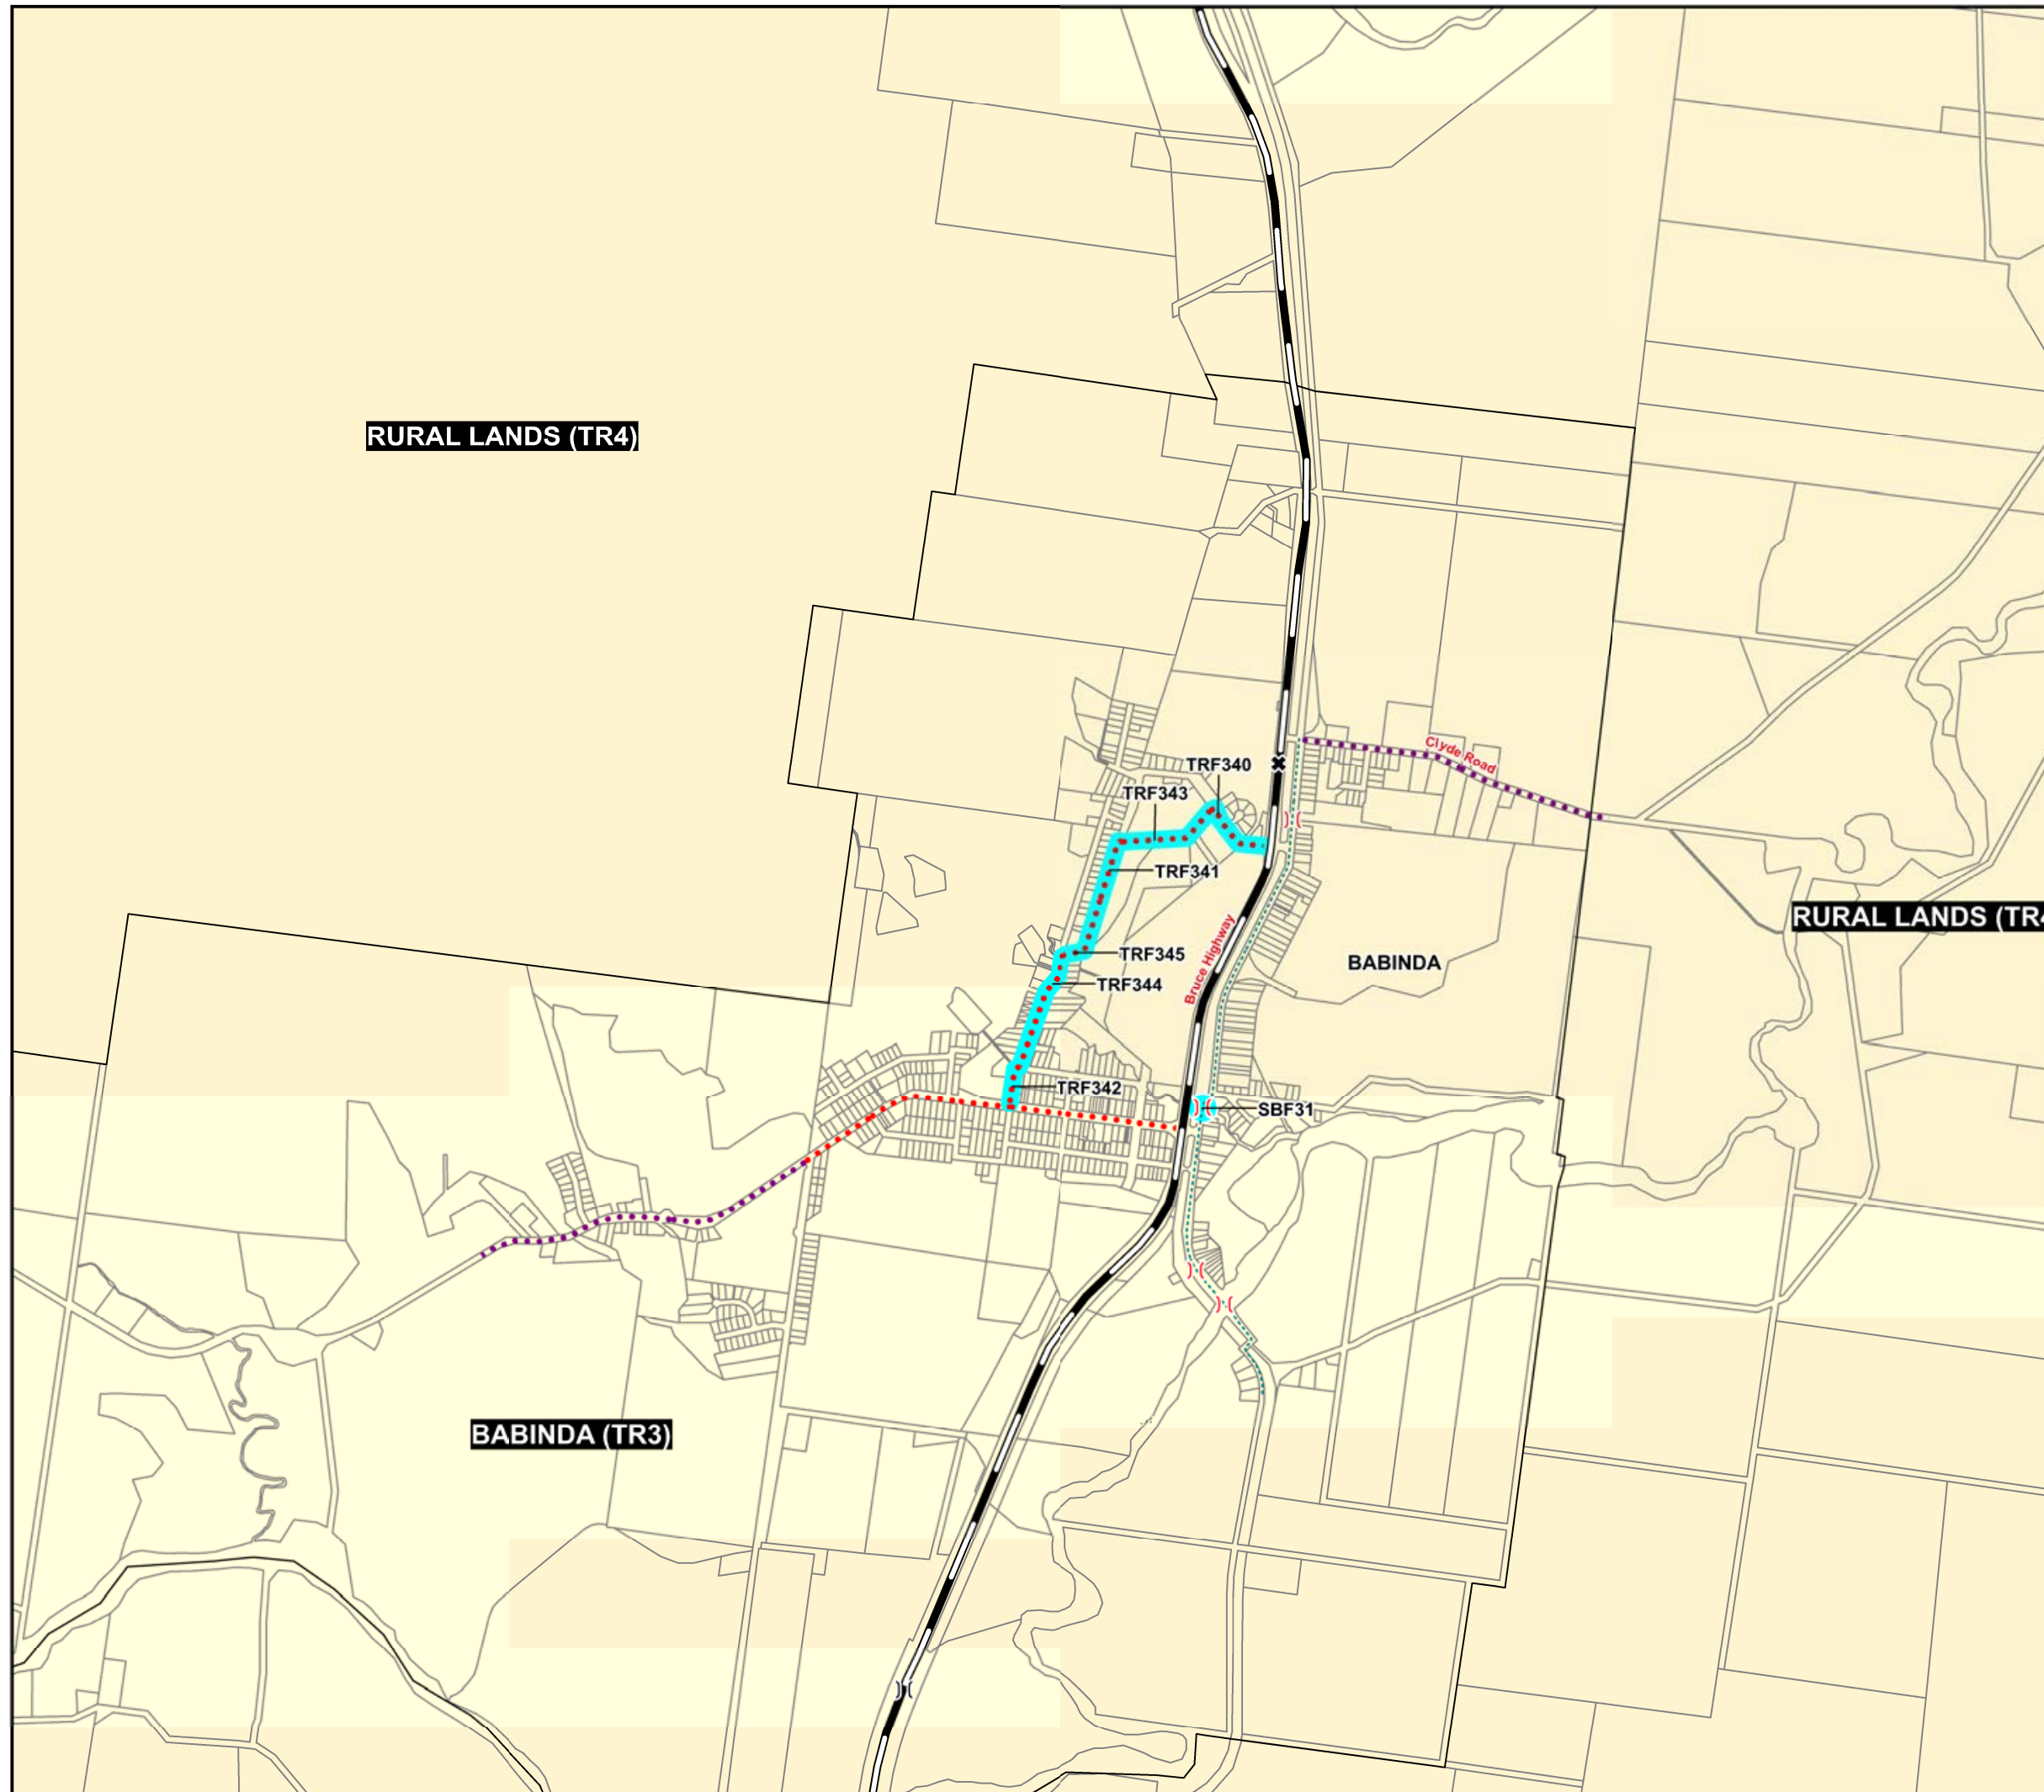 RURAL LANDS (TR4)
Clyde Road
TRF340
TRF343
TRF341
RURAL LANDS (TR4
Bruce Highway
TRF345
BABINDA
TRF344
TRF342
SBF31
BABINDA (TR3)